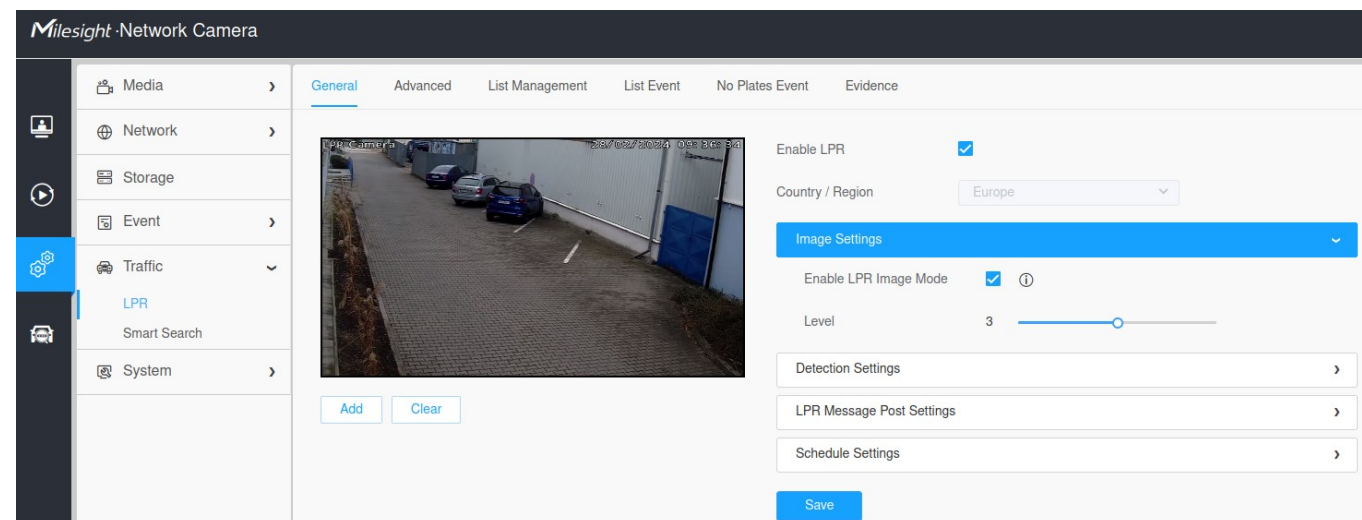 Milesight·Network Camera
Media
Network
Storage
Event
Traffic
LPR
Smart Search
System
General Advanced List Management List Event No Plates Event Evidence
LPR Camera 28/02/2024 09:36:34
Add Clear
Enable LPR
Country / Region Europe
Image Settings
Enable LPR Image Mode
Level 3
Detection Settings
LPR Message Post Settings
Schedule Settings
Save